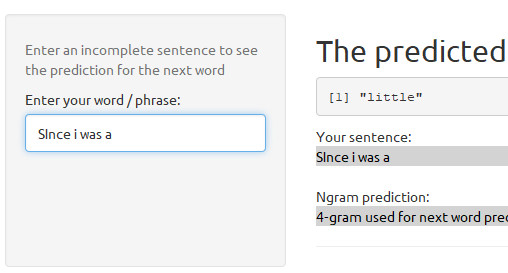 Enter an incomplete sentence to see
the prediction for the next word
Enter your word / phrase:
SInce i was a
The predicted
[1] "little"
Your sentence:
SInce i was a
Ngram prediction:
4-gram used for next word